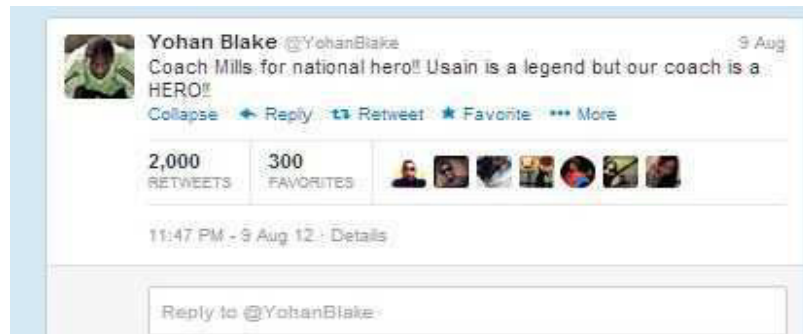 Yohan Blake @YohanBlake 9 Aug
Coach Mills for national hero!! Usain is a legend but our coach is a
HERO!!
Collapse Reply Retweet Favorite More
2,000 300
RETWEETS FAVORITES
11:47 PM - 9 Aug 12 · Details
Reply to @YohanBlake